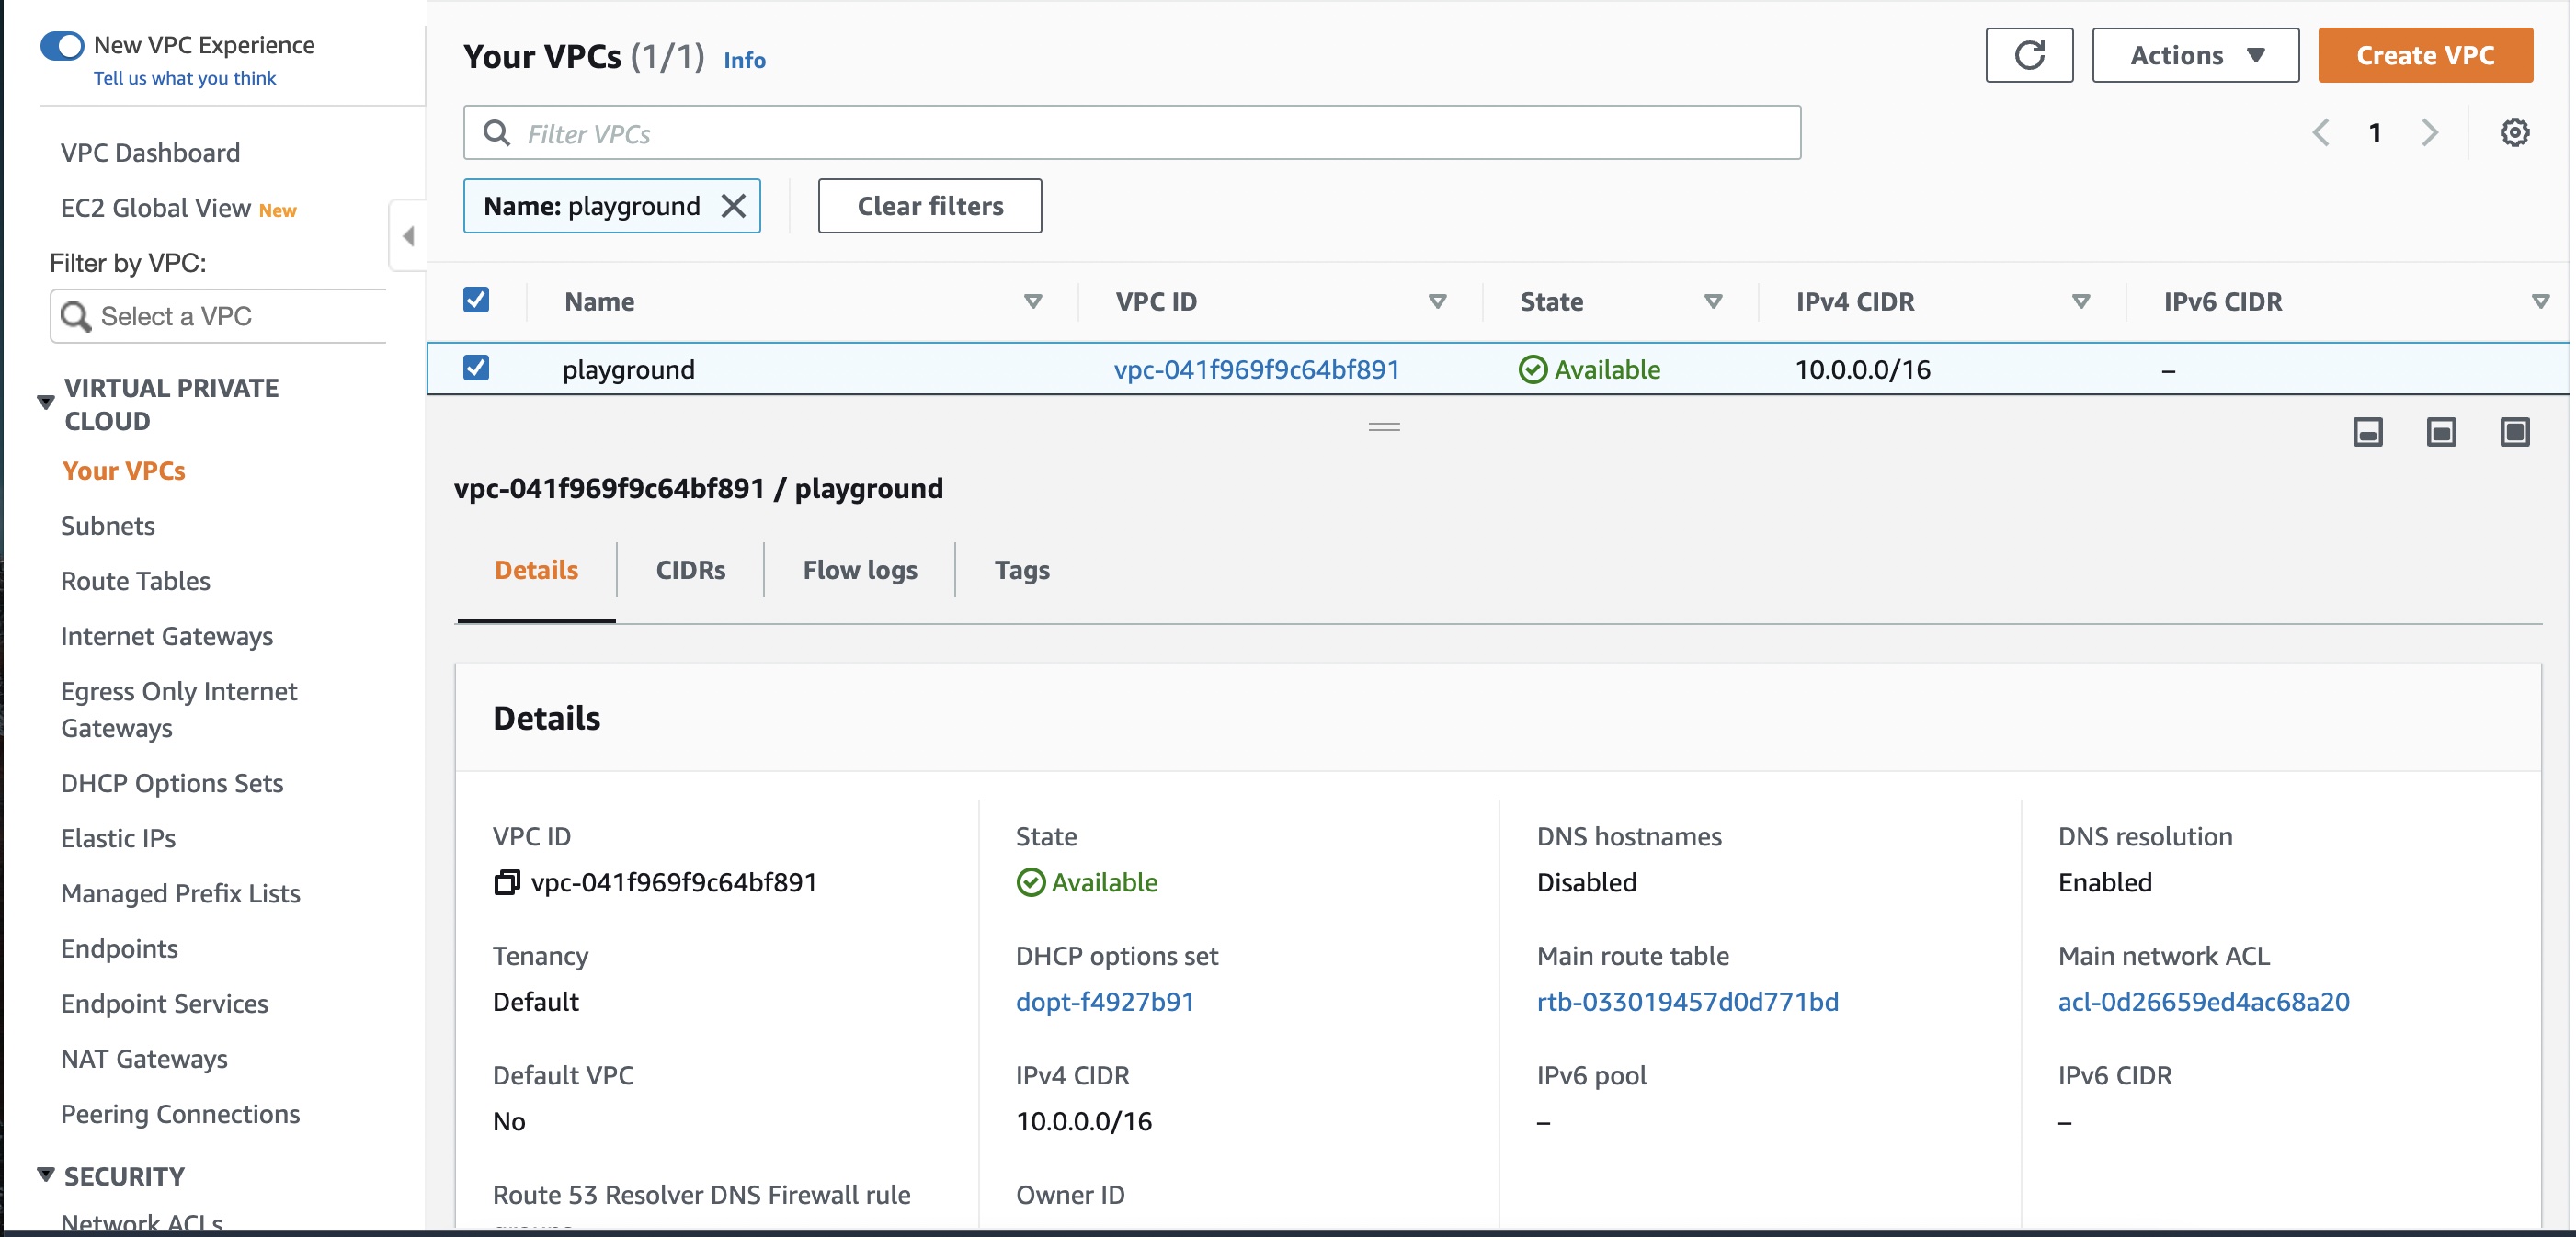 New VPC Experience
Tell us what you think
VPC Dashboard
EC2 Global View New
Filter by VPC:
Select a VPC
VIRTUAL PRIVATE
CLOUD
Your VPCs
Subnets
Route Tables
Internet Gateways
Egress Only Internet
Gateways
DHCP Options Sets
Elastic IPs
Managed Prefix Lists
Endpoints
Endpoint Services
NAT Gateways
Peering Connections
SECURITY
Network ACLs
Your VPCs (1/1) Info
Actions
Create VPC
Filter VPCs
1
Name: playground
Clear filters
Name VPC ID State IPv4 CIDR IPv6 CIDR
playground vpc-041f969f9c64bf891 Available 10.0.0.0/16 –
vpc-041f969f9c64bf891 / playground
Details CIDRs Flow logs Tags
Details
VPC ID
vpc-041f969f9c64bf891
State
Available
DNS hostnames
Disabled
DNS resolution
Enabled
Tenancy
Default
DHCP options set
dopt-f4927b91
Main route table
rtb-033019457d0d771bd
Main network ACL
acl-0d26659ed4ac68a20
Default VPC
No
IPv4 CIDR
10.0.0.0/16
IPv6 pool
–
IPv6 CIDR
–
Route 53 Resolver DNS Firewall rule
Owner ID